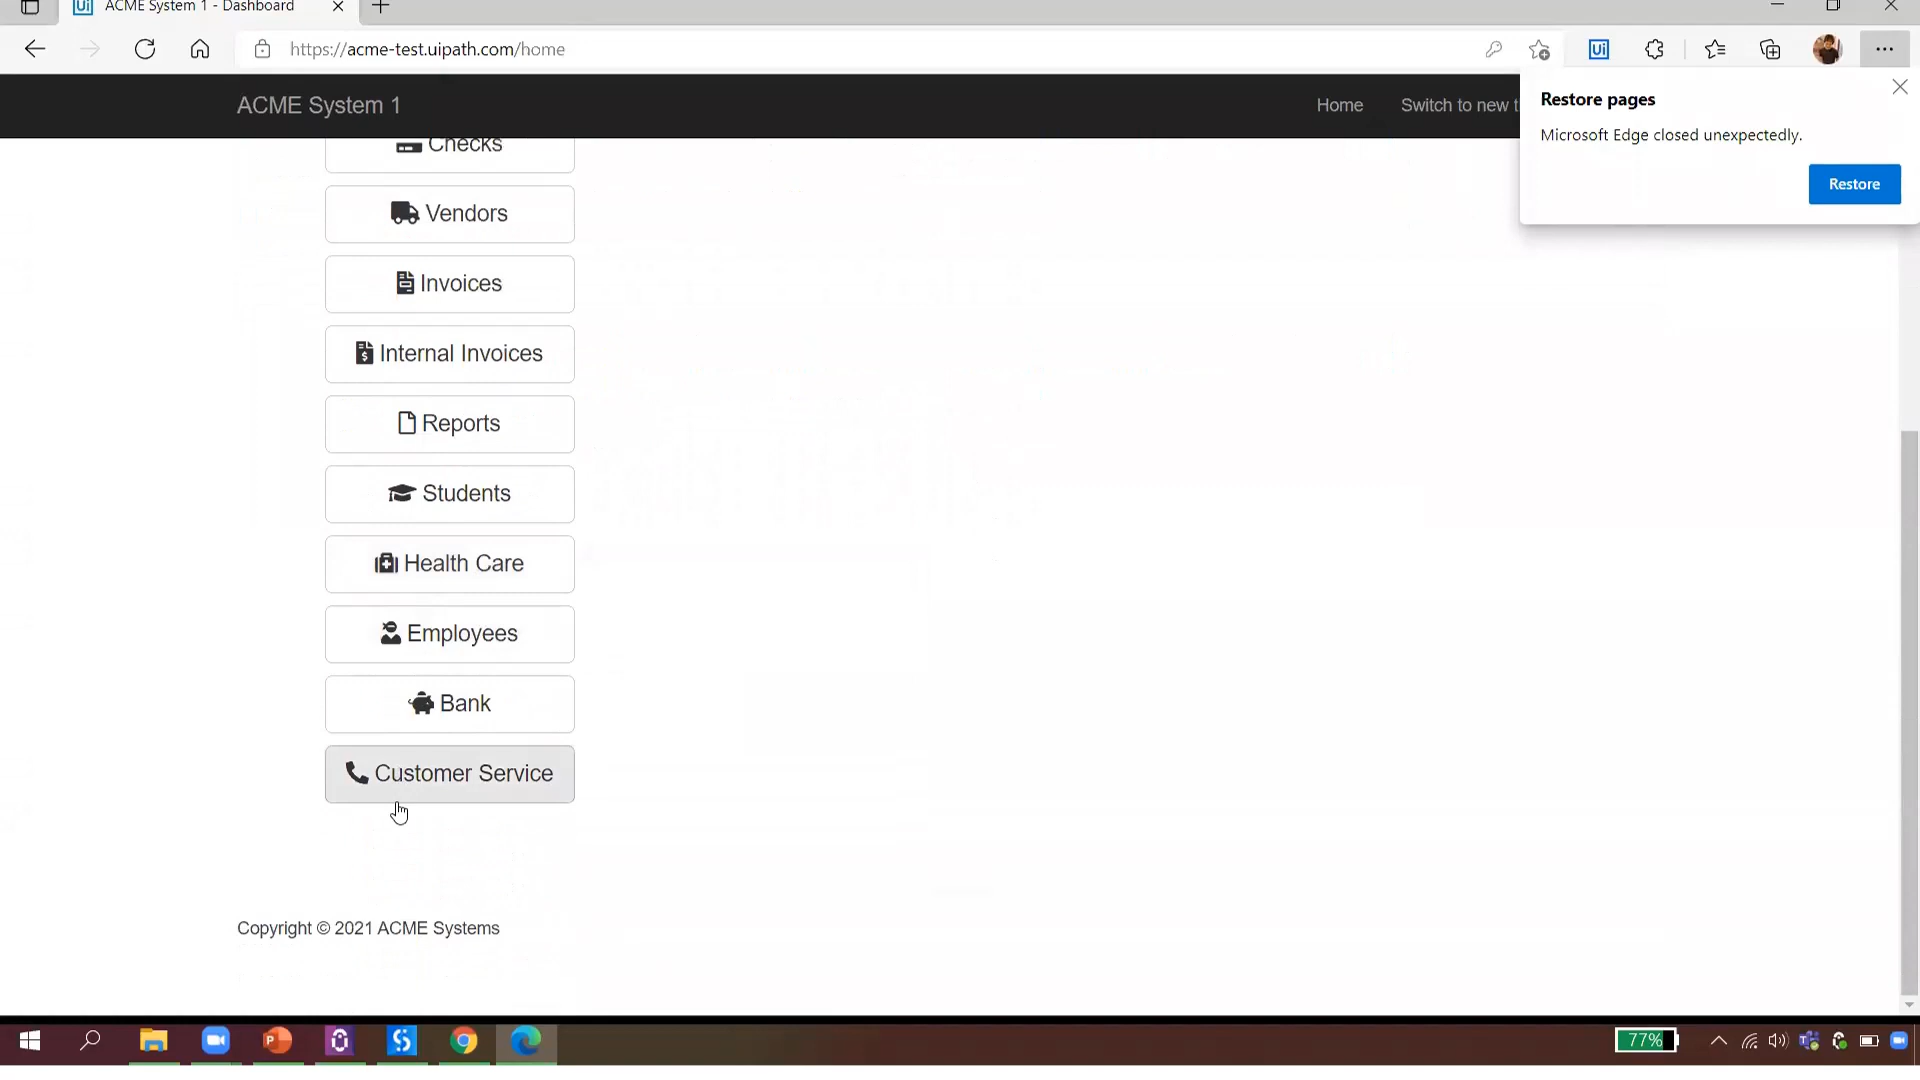 ACME System 1 - Dashboard
https://acme-test.uipath.com/home
ACME System 1
Home
Switch to new t
Restore pages
Microsoft Edge closed unexpectedly.
Restore
Checks
Vendors
Invoices
Internal Invoices
Reports
Students
Health Care
Employees
Bank
Customer Service
Copyright © 2021 ACME Systems
77%